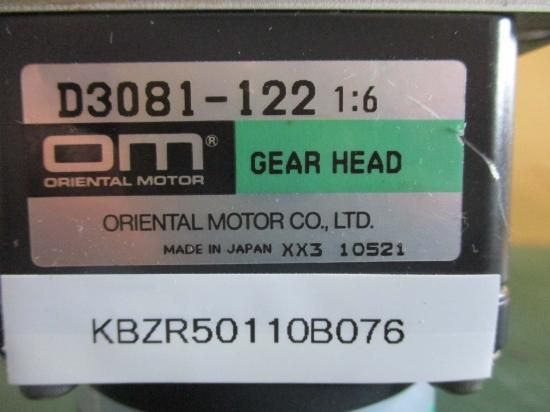 D3081-122 1:6
OM®
ORIENTAL MOTOR
GEAR HEAD
ORIENTAL MOTOR CO., LTD.
MADE IN JAPAN XX3 10521
KBZR50110B076